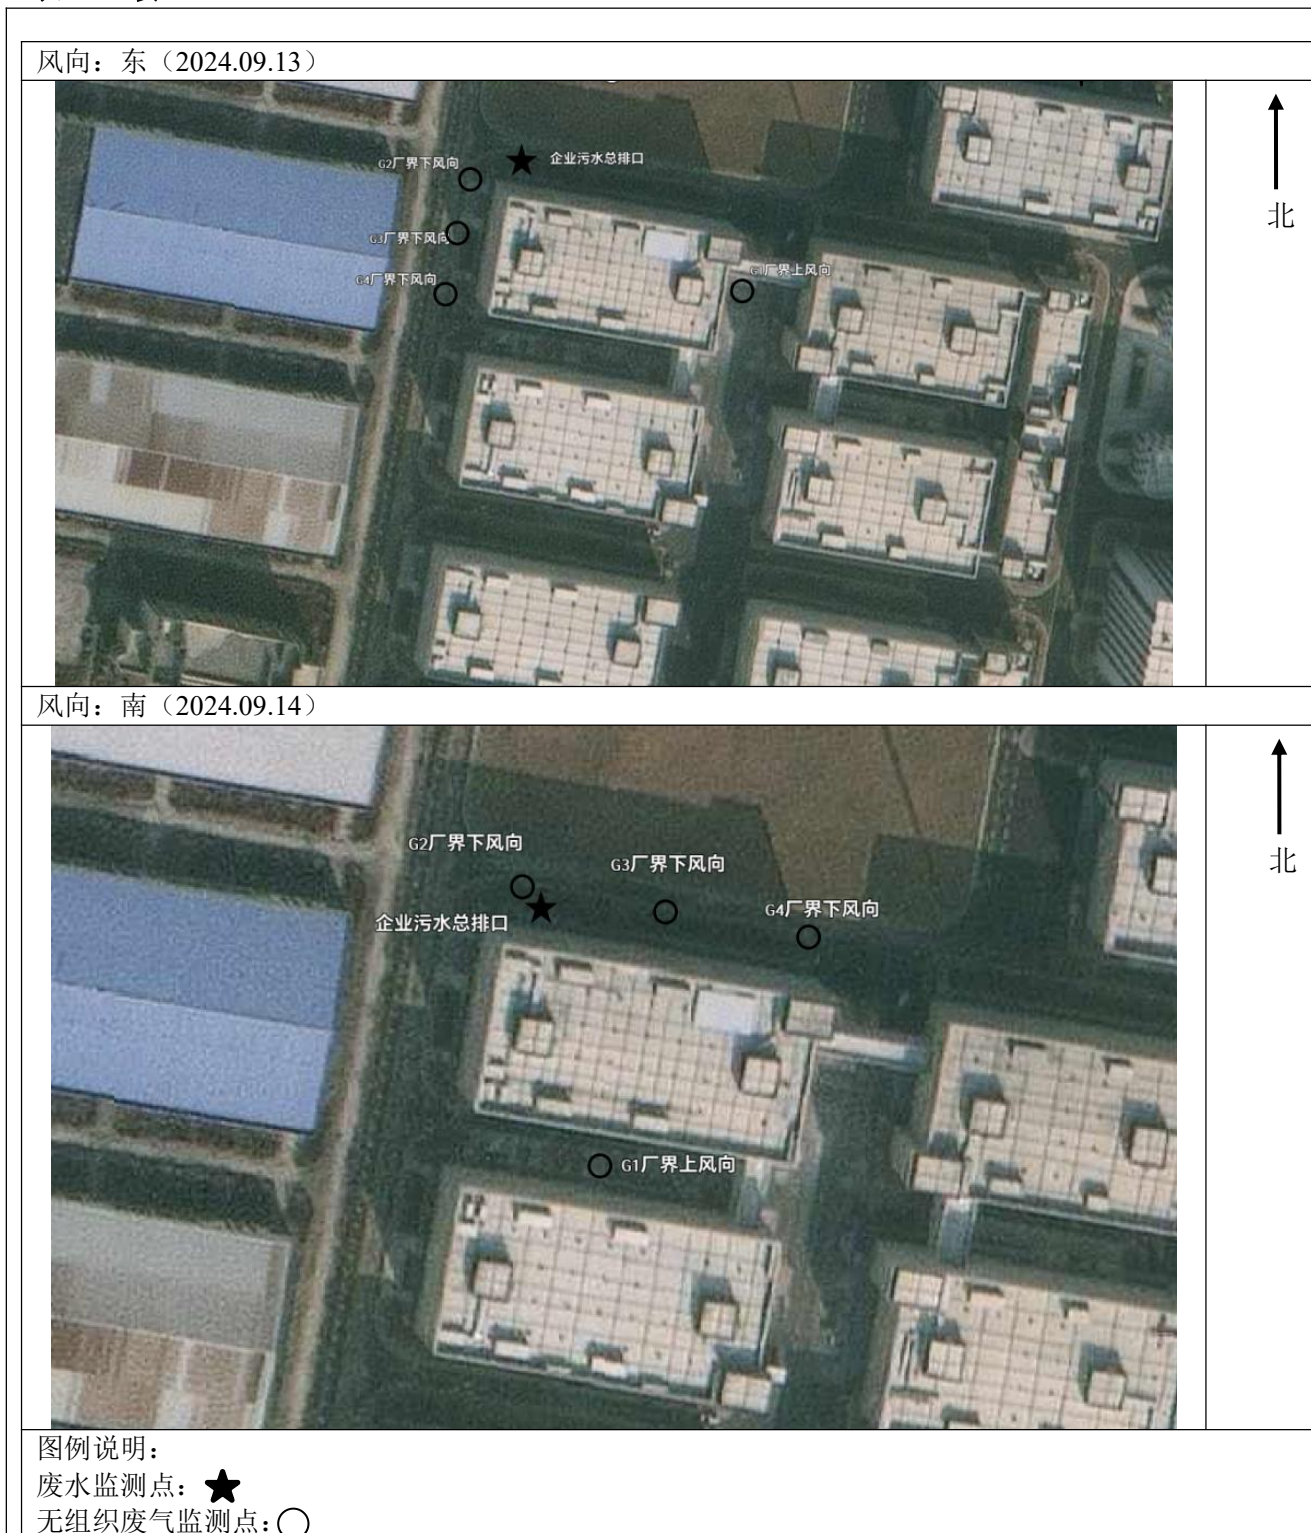 风向：东（2024.09.13）
企业污水总排口
G2厂界下风向
G3厂界下风向
G1厂界上风向
G4厂界下风向
北
风向：南（2024.09.14）
G2厂界下风向
G3厂界下风向
G4厂界下风向
企业污水总排口
G1厂界上风向
北
图例说明：
废水监测点：★
无组织废气监测点：○